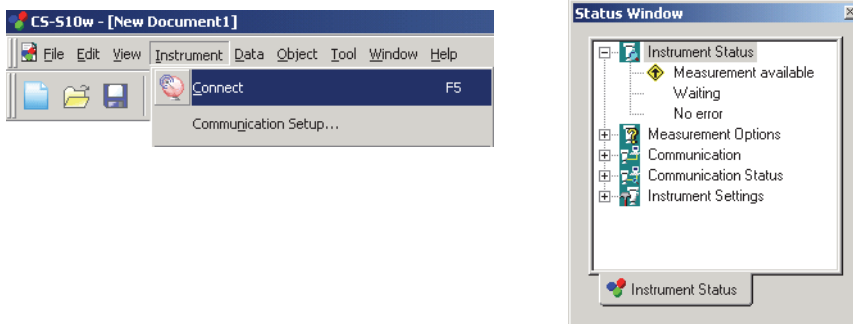 CS-S10w - [New Document1]
File Edit View Instrument Data Object Tool Window Help
Connect F5
Communication Setup...
Status Window
Instrument Status
Measurement available
Waiting
No error
Measurement Options
Communication
Communication Status
Instrument Settings
Instrument Status